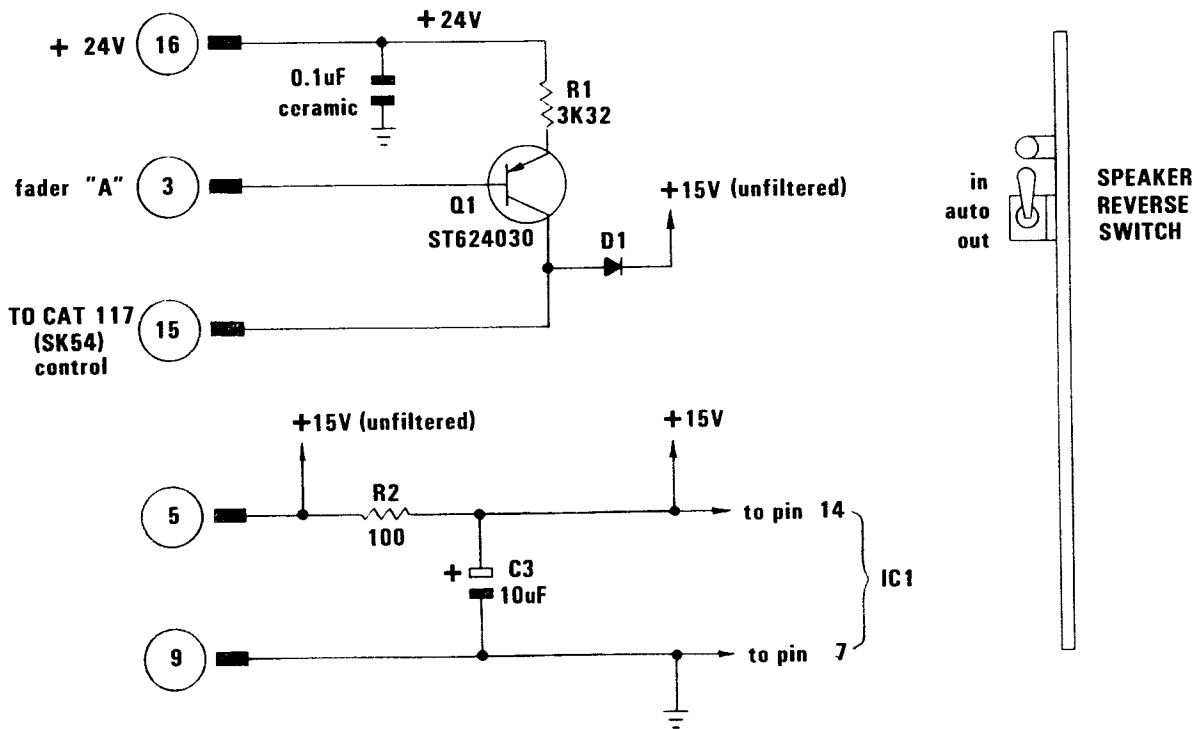 + 24V
16
+24V
0.1uF
ceramic
R1
3K32
fader "A"
3
Q1
ST624030
+15V (unfiltered)
D1
TO CAT 117
(SK54)
control
15
in
auto
out
SPEAKER
REVERSE
SWITCH
+15V (unfiltered)
+15V
5
R2
100
to pin 14
+
C3
10uF
IC1
9
to pin 7